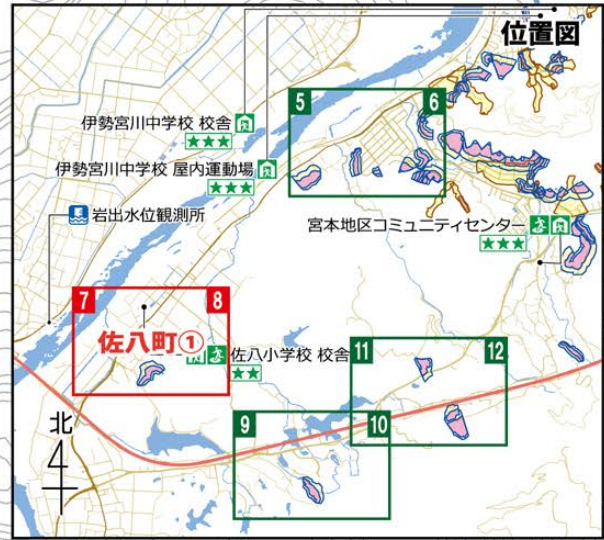 位置図
5
6
伊勢宮川中学校 校舎
★★★
伊勢宮川中学校 屋内運動場
★★★
宮本地区コミュニティセンター
★★★
岩出水位観測所
7
8
佐八町①
佐八小学校 校舎
★★
11
12
9
10
北